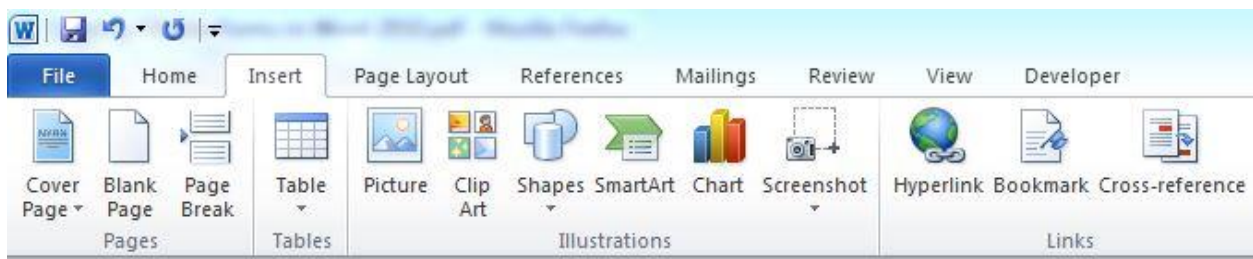 W
File Home Insert Page Layout References Mailings Review View Developer
Cover Blank Page Table Picture Clip Shapes SmartArt Chart Screenshot Hyperlink Bookmark Cross-reference
Page Page Break Art
Pages Tables Illustrations Links